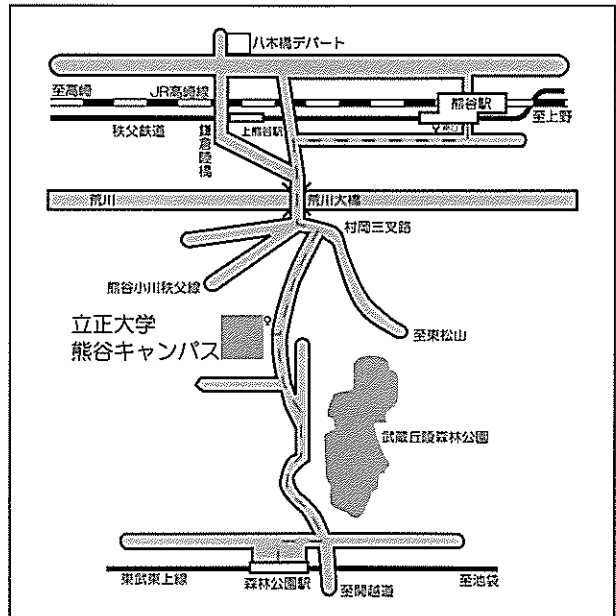 八木橋デパート
至高崎
JR高崎線
熊谷駅
至上野
秩父鉄道
鎌倉陸橋
上熊谷駅
南口
荒川
荒川大橋
村岡三叉路
熊谷小川秩父線
立正大学
熊谷キャンパス
至東松山
武蔵丘陵森林公園
東武東上線
森林公園駅
至関越道
至池袋